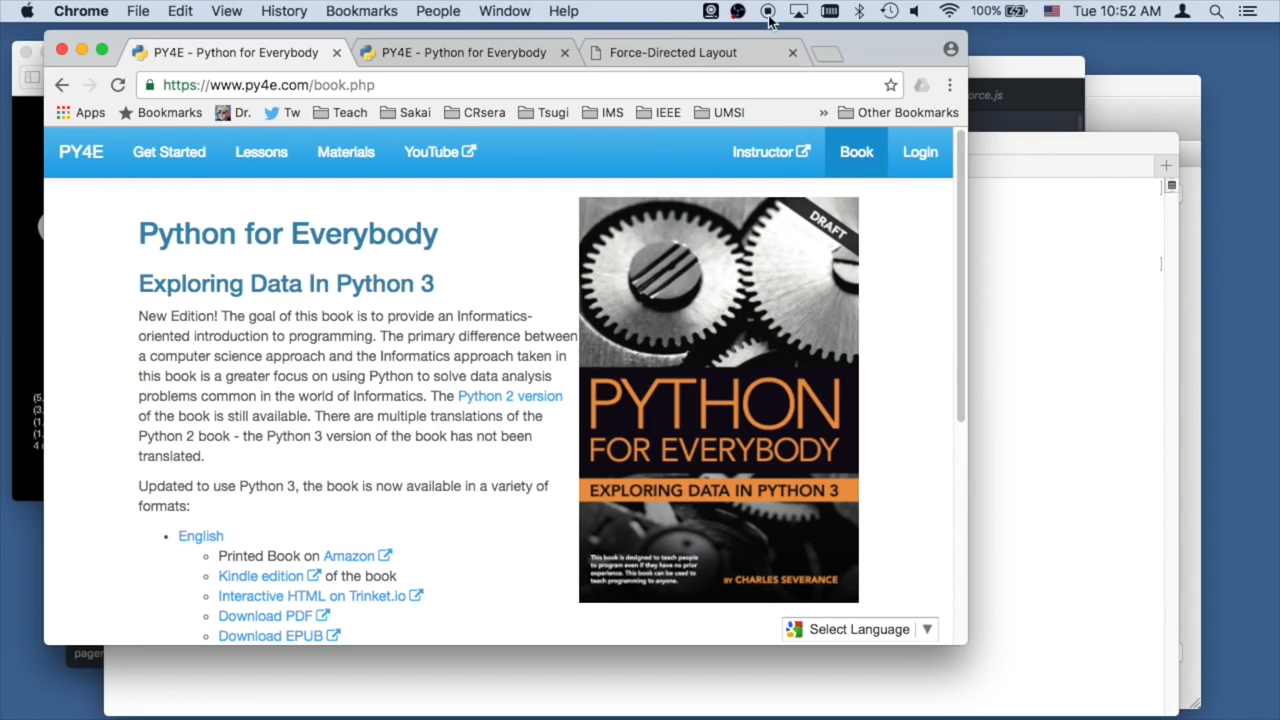 Chrome File Edit View History Bookmarks People Window Help 100% Tue 10:52 AM
PY4E - Python for Everybody PY4E - Python for Everybody Force-Directed Layout
https://www.py4e.com/book.php
Apps Bookmarks Dr. Tw Teach Sakai CRsera Tsugi IMS IEEE UMSI » Other Bookmarks
orce.js
PY4E Get Started Lessons Materials YouTube Instructor Book Login
Python for Everybody
Exploring Data In Python 3
New Edition! The goal of this book is to provide an Informatics-
oriented introduction to programming. The primary difference between
a computer science approach and the Informatics approach taken in
this book is a greater focus on using Python to solve data analysis
problems common in the world of Informatics. The Python 2 version
of the book is still available. There are multiple translations of the
Python 2 book - the Python 3 version of the book has not been
translated.
Updated to use Python 3, the book is now available in a variety of
formats:
English
Printed Book on Amazon
Kindle edition of the book
Interactive HTML on Trinket.io
Download PDF
Download EPUB
DRAFT
PYTHON
FOR EVERYBODY
EXPLORING DATA IN PYTHON 3
This book is designed to teach people
to program even if they have no prior
experience. This book can be used to
teach programming to anyone.
BY CHARLES SEVERANCE
Select Language
(5.
(3,
(1.
(1.
4
pager